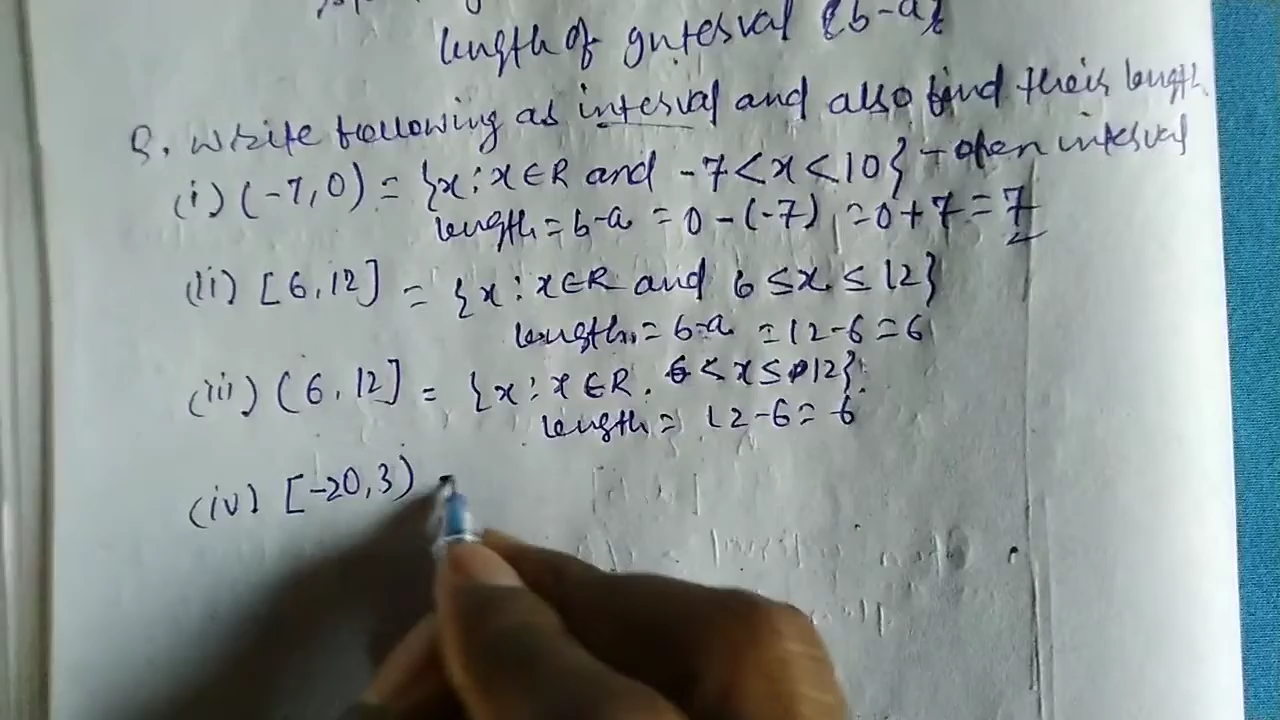 length of interval {b-a}
Q. Write following as interval and also find their length.
(i) (-7,0) = {x : x ∈ R and -7 < x < 10} → open interval
length = b-a = 0-(-7) = 0+7 = 7
(ii) [6,12] = {x : x ∈ R and 6 ≤ x ≤ 12}
length = b-a = 12-6 = 6
(iii) (6,12] = {x : x ∈ R. 6 < x ≤ 12}
length = 12-6 = 6
(iv) [-20,3)